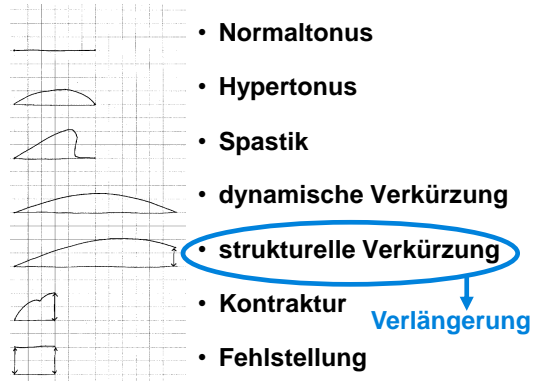 • Normaltonus
• Hypertonus
• Spastik
• dynamische Verkürzung
• strukturelle Verkürzung
• Kontraktur
Verlängerung
• Fehlstellung